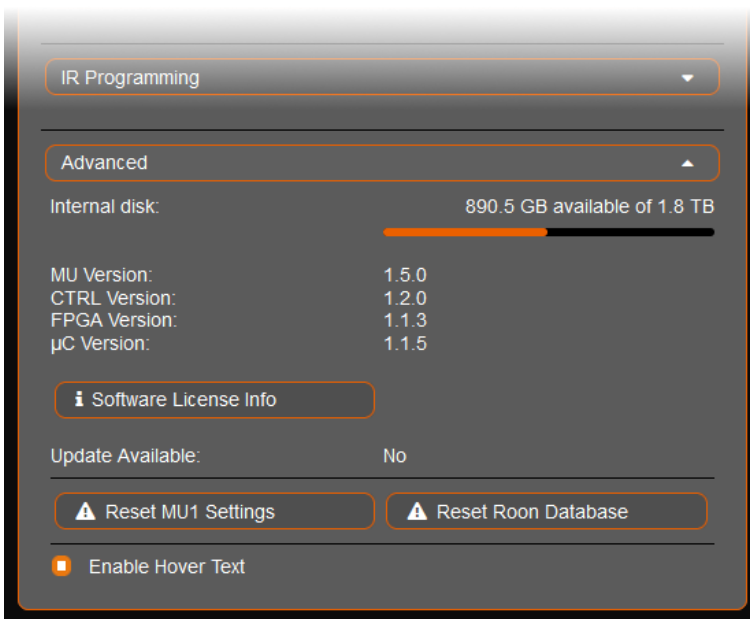 IR Programming
Advanced
Internal disk: 890.5 GB available of 1.8 TB
MU Version: 1.5.0
CTRL Version: 1.2.0
FPGA Version: 1.1.3
µC Version: 1.1.5
Software License Info
Update Available: No
Reset MU1 Settings Reset Roon Database
Enable Hover Text